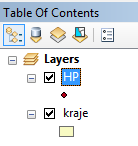 Table Of Contents
Layers
HP
kraje